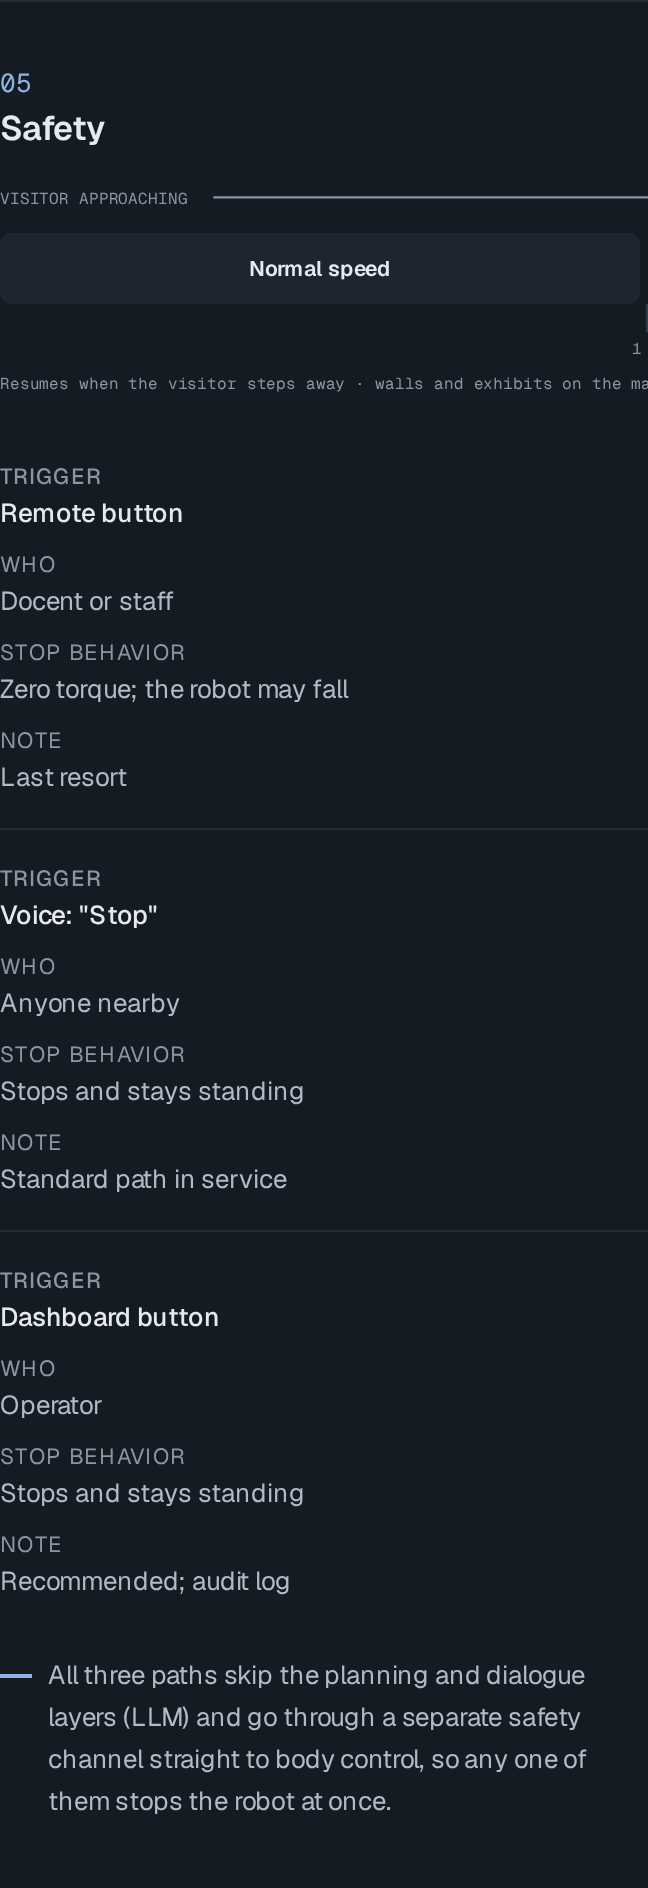 05
Safety
VISITOR APPROACHING
Normal speed
1
Resumes when the visitor steps away · walls and exhibits on the ma
TRIGGER
Remote button
WHO
Docent or staff
STOP BEHAVIOR
Zero torque; the robot may fall
NOTE
Last resort
TRIGGER
Voice: "Stop"
WHO
Anyone nearby
STOP BEHAVIOR
Stops and stays standing
NOTE
Standard path in service
TRIGGER
Dashboard button
WHO
Operator
STOP BEHAVIOR
Stops and stays standing
NOTE
Recommended; audit log
All three paths skip the planning and dialogue
layers (LLM) and go through a separate safety
channel straight to body control, so any one of
them stops the robot at once.